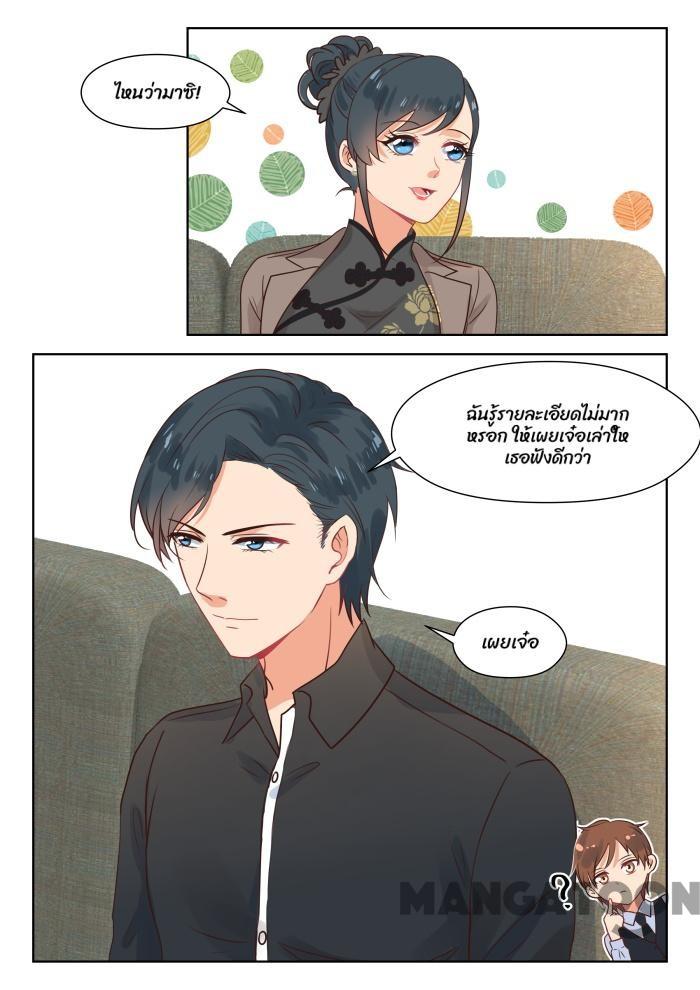 ไหนว่ามาซิ!
ฉันรู้รายละเอียดไม่มาก
หรอก ให้เผยเจ๋อเล่าให้
เธอฟังดีกว่า
เผยเจ๋อ
?
MANGATOON